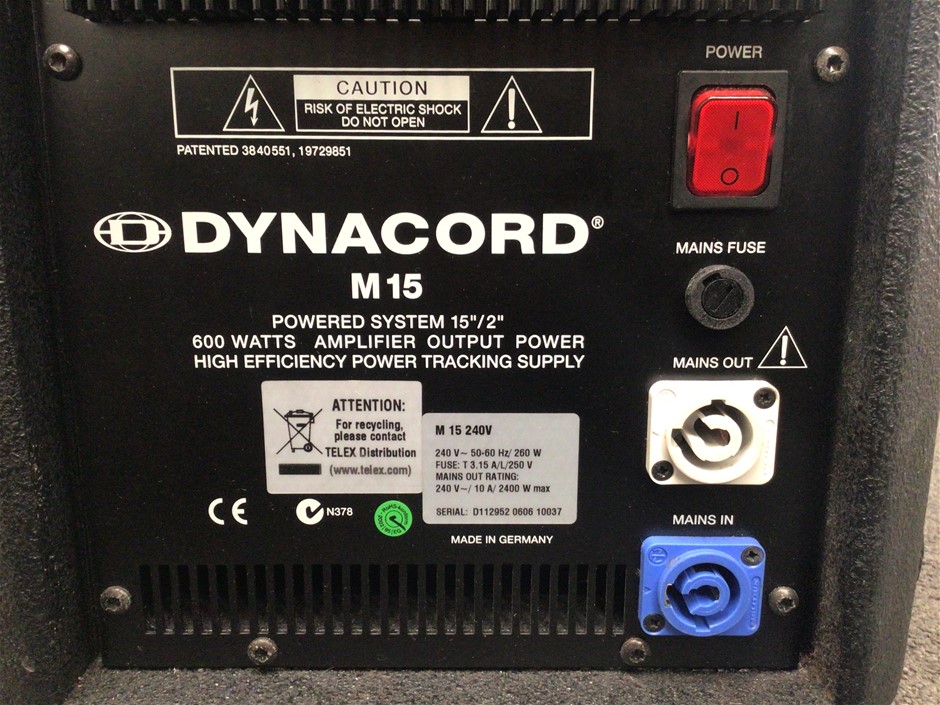 POWER
CAUTION
RISK OF ELECTRIC SHOCK
DO NOT OPEN
PATENTED 3840551, 19729851
I
O
DYNACORD®
MAINS FUSE
M 15
POWERED SYSTEM 15"/2"
600 WATTS AMPLIFIER OUTPUT POWER
HIGH EFFICIENCY POWER TRACKING SUPPLY
MAINS OUT
ATTENTION:
For recycling,
please contact
TELEX Distribution
(www.telex.com)
M 15 240V
240 V~ 50-60 Hz/ 260 W
FUSE: T 3.15 A/L/250 V
MAINS OUT RATING:
240 V~/ 10 A/ 2400 W max
SERIAL: D112952 0606 10037
CE
N378
MADE IN GERMANY
MAINS IN